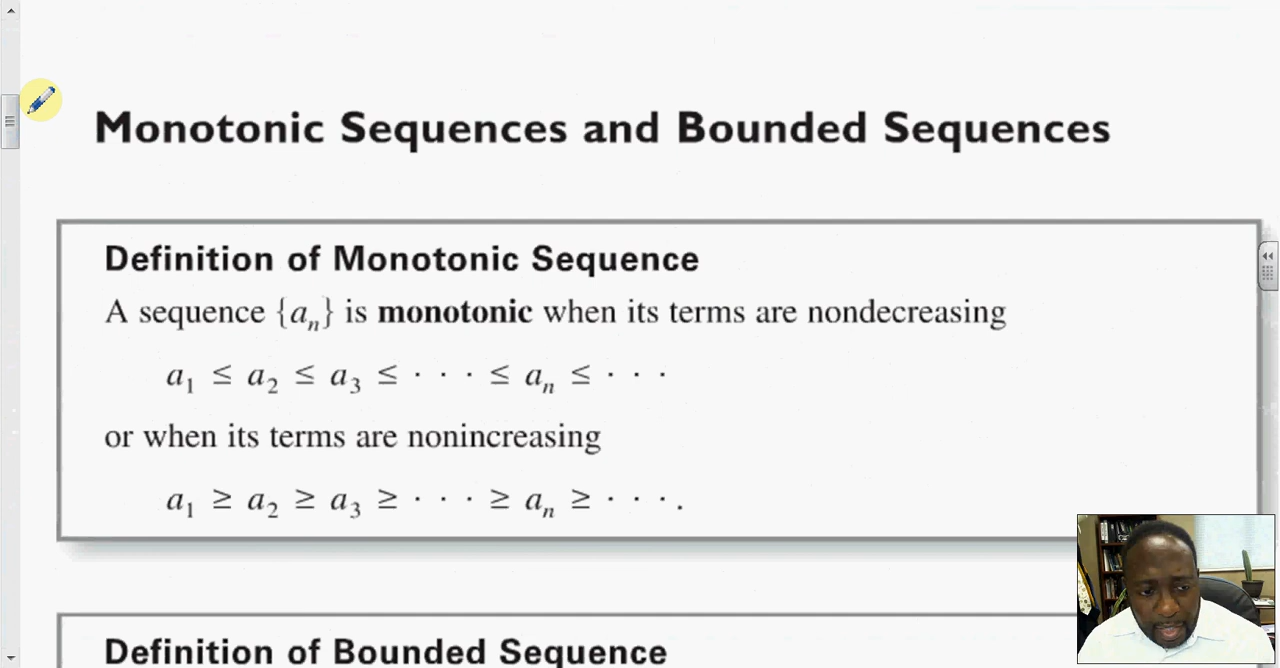 Monotonic Sequences and Bounded Sequences
Definition of Monotonic Sequence
A sequence {aₙ} is monotonic when its terms are nondecreasing
a₁ ≤ a₂ ≤ a₃ ≤ · · · ≤ aₙ ≤ · · ·
or when its terms are nonincreasing
a₁ ≥ a₂ ≥ a₃ ≥ · · · ≥ aₙ ≥ · · · .
Definition of Bounded Sequence